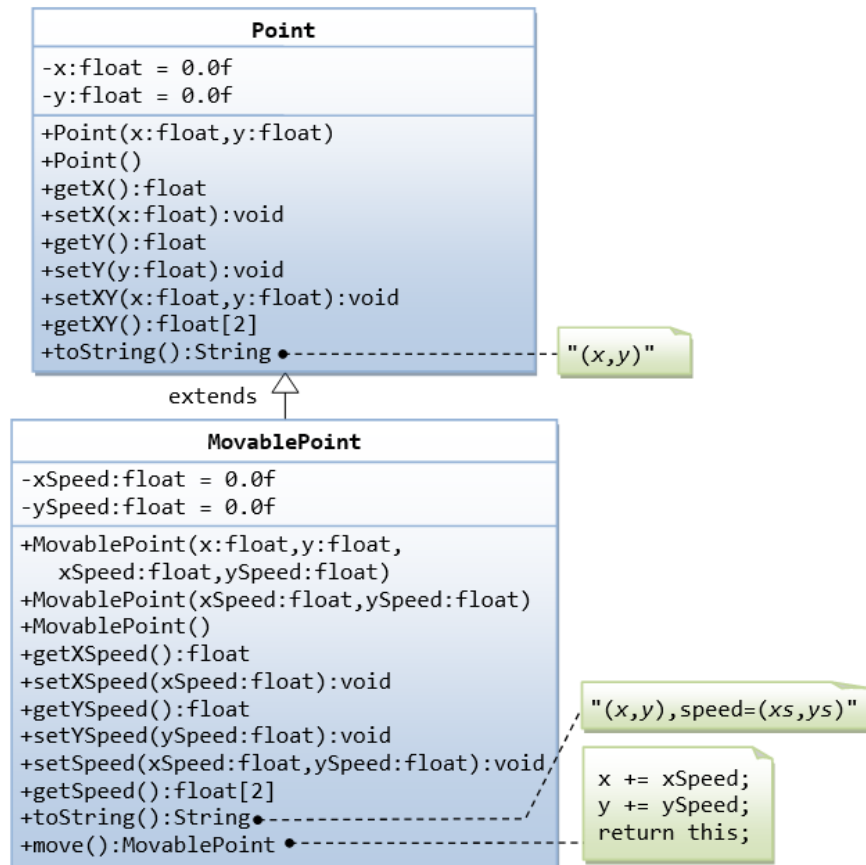 Point
-x:float = 0.0f
-y:float = 0.0f
+Point(x:float,y:float)
+Point()
+getX():float
+setX(x:float):void
+getY():float
+setY(y:float):void
+setXY(x:float,y:float):void
+getXY():float[2]
+toString():String
"(x,y)"
extends
MovablePoint
-xSpeed:float = 0.0f
-ySpeed:float = 0.0f
+MovablePoint(x:float,y:float,
xSpeed:float,ySpeed:float)
+MovablePoint(xSpeed:float,ySpeed:float)
+MovablePoint()
+getXSpeed():float
+setXSpeed(xSpeed:float):void
+getYSpeed():float
+setYSpeed(ySpeed:float):void
+setSpeed(xSpeed:float,ySpeed:float):void
+getSpeed():float[2]
+toString():String
+move():MovablePoint
"(x,y),speed=(xs,ys)"
x += xSpeed;
y += ySpeed;
return this;